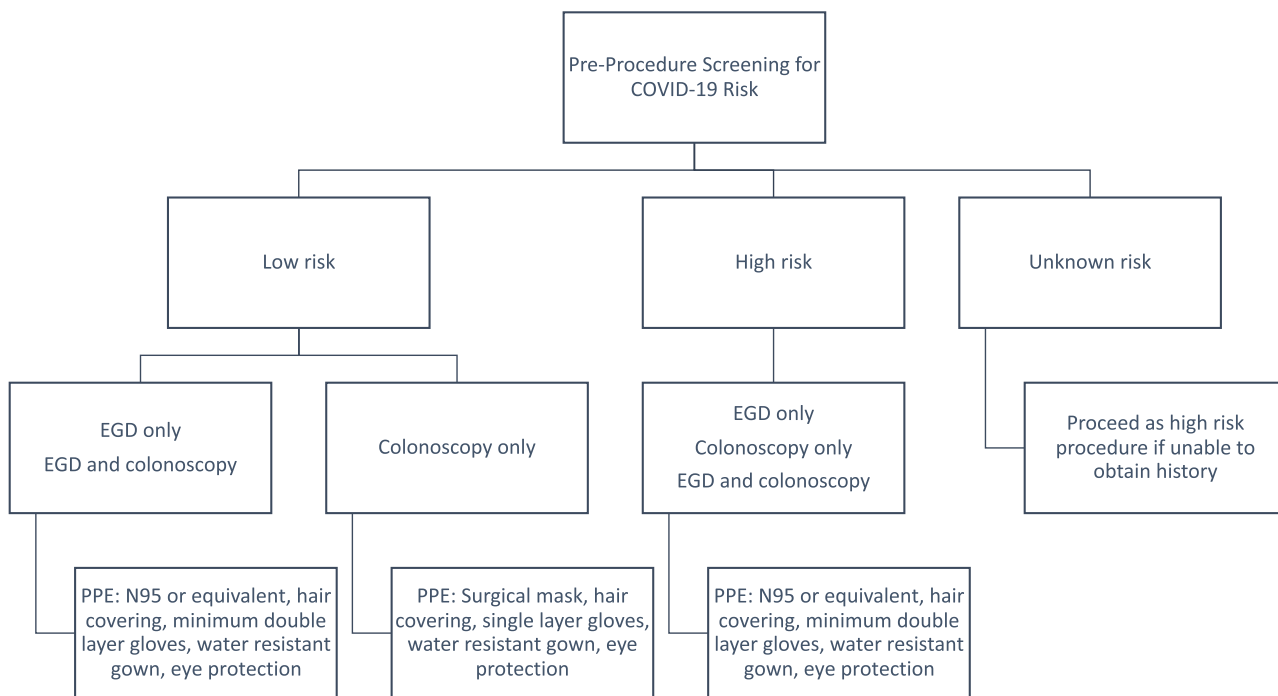 Pre-Procedure Screening for
COVID-19 Risk
Low risk
High risk
Unknown risk
EGD only
EGD and colonoscopy
Colonoscopy only
EGD only
Colonoscopy only
EGD and colonoscopy
Proceed as high risk
procedure if unable to
obtain history
PPE: N95 or equivalent, hair
covering, minimum double
layer gloves, water resistant
gown, eye protection
PPE: Surgical mask, hair
covering, single layer gloves,
water resistant gown, eye
protection
PPE: N95 or equivalent, hair
covering, minimum double
layer gloves, water resistant
gown, eye protection